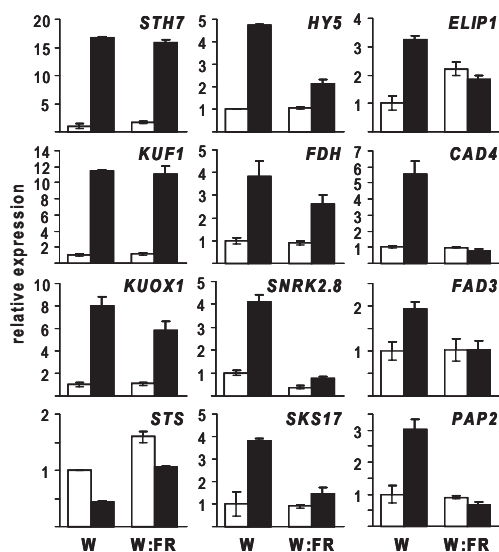 STH7 HY5 ELIP1
20 5 4
15 4 3
10 3 2
5 2 1
1
KUF1 FDH CAD4
14 5 7
12 4 6
10 3 5
8 2 4
6 1 3
4 2
2 1
relative expression
KUOX1 SNRK2.8 FAD3
10 5 2
8 4 1
6 3
4 2
2 1
STS SKS17 PAP2
2 5 3
1 4 2
3 1
2
1
W W:FR W W:FR W W:FR